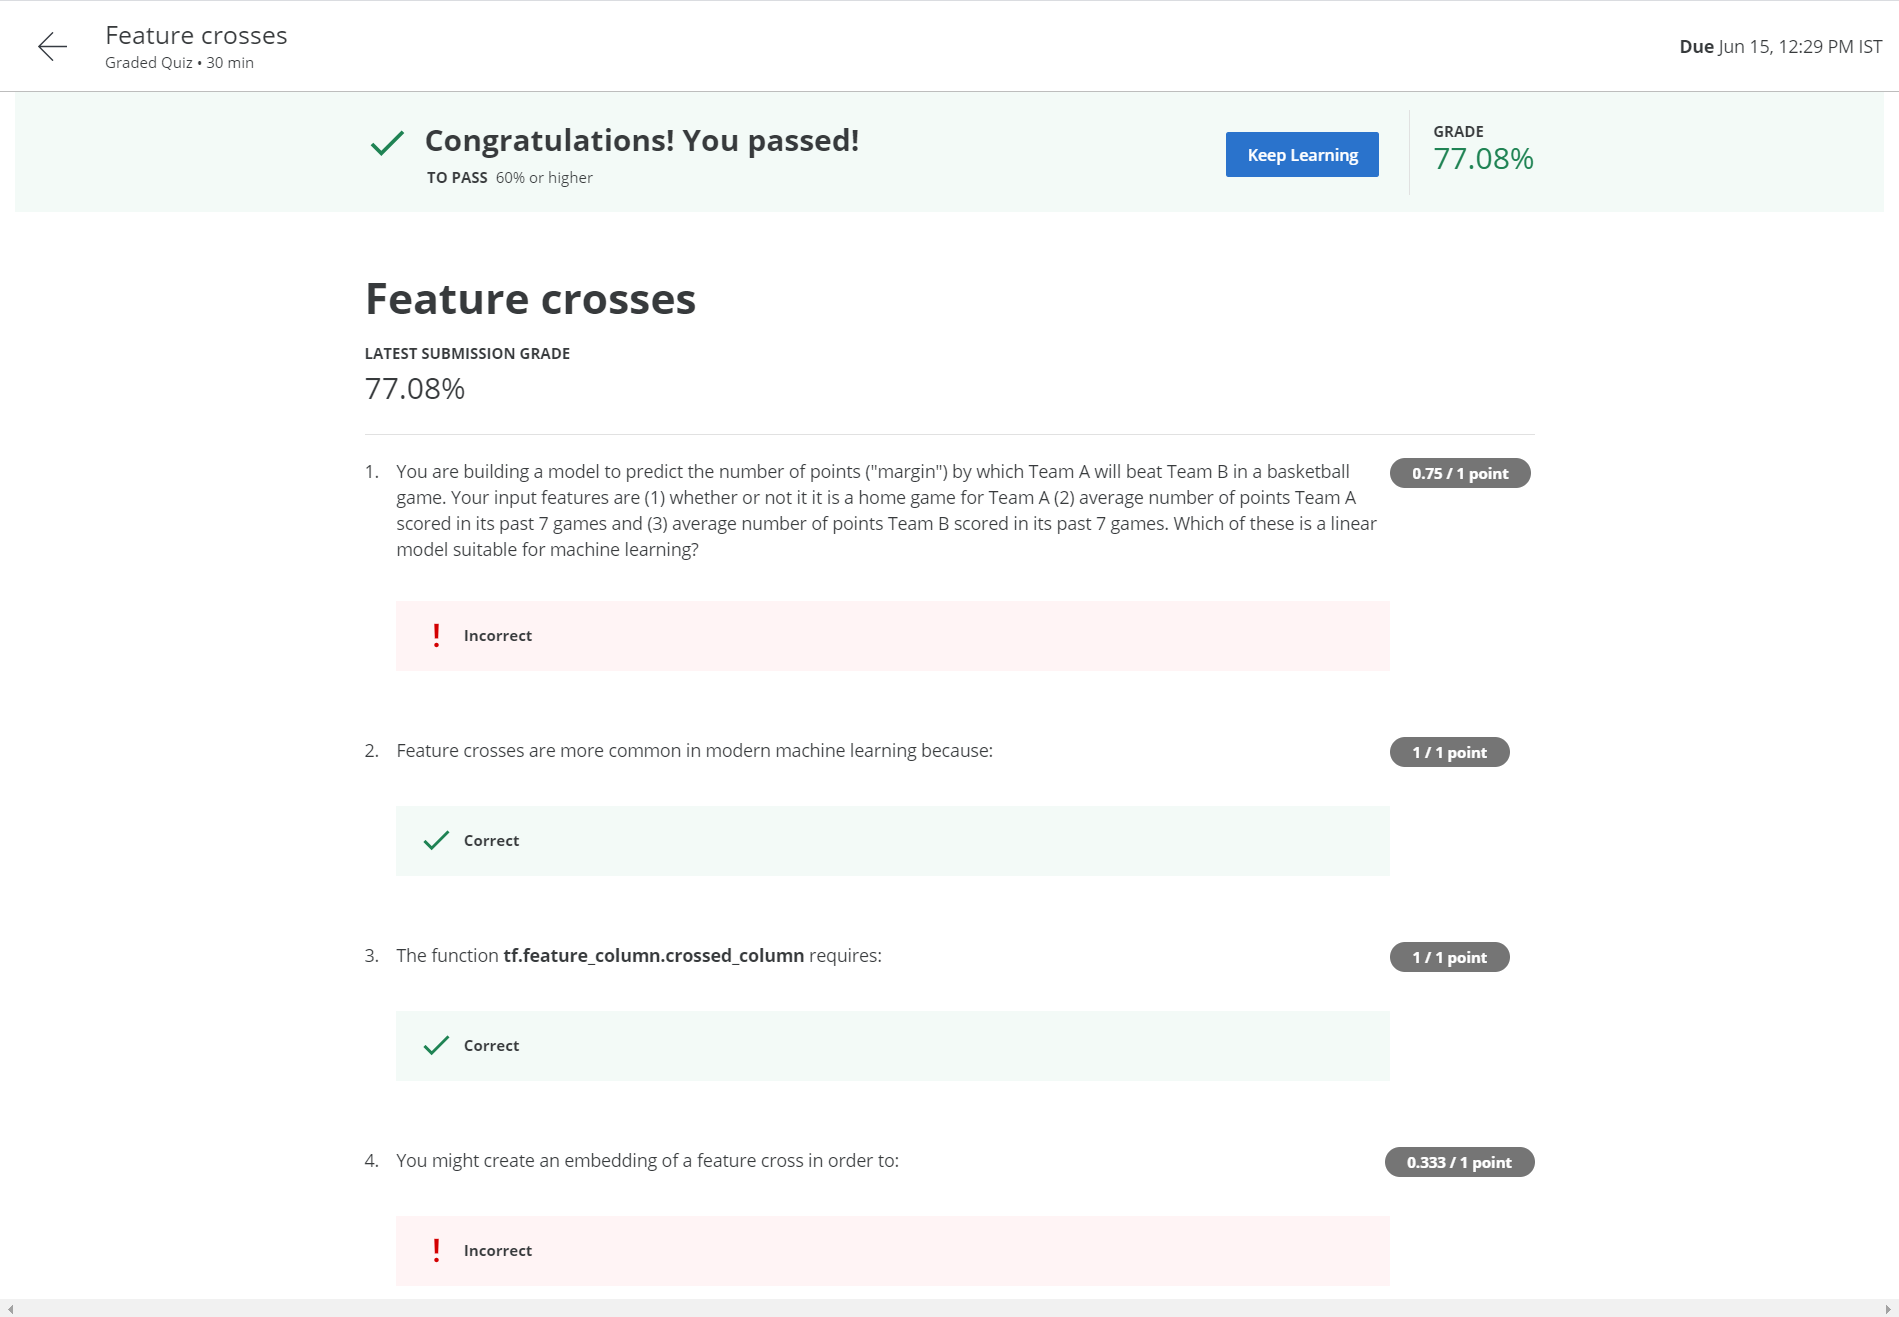 Feature crosses
Graded Quiz • 30 min
Due Jun 15, 12:29 PM IST
Congratulations! You passed!
TO PASS 60% or higher
Keep Learning
GRADE
77.08%
Feature crosses
LATEST SUBMISSION GRADE
77.08%
1. You are building a model to predict the number of points ("margin") by which Team A will beat Team B in a basketball
game. Your input features are (1) whether or not it it is a home game for Team A (2) average number of points Team A
scored in its past 7 games and (3) average number of points Team B scored in its past 7 games. Which of these is a linear
model suitable for machine learning?
0.75 / 1 point
! Incorrect
2. Feature crosses are more common in modern machine learning because:
1 / 1 point
Correct
3. The function tf.feature_column.crossed_column requires:
1 / 1 point
Correct
4. You might create an embedding of a feature cross in order to:
0.333 / 1 point
! Incorrect